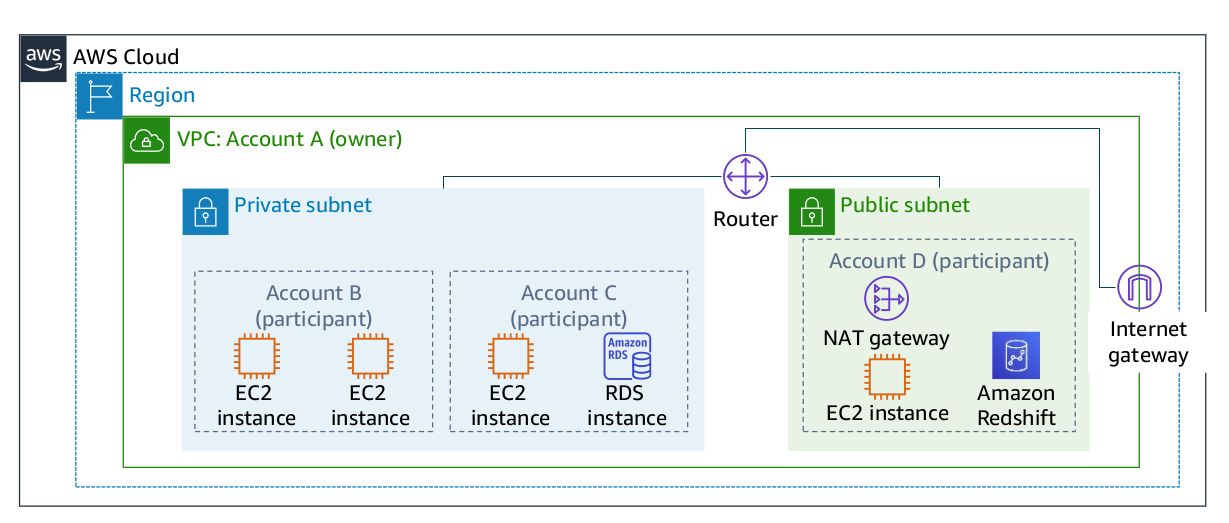 aws
AWS Cloud
Region
VPC: Account A (owner)
Router
Private subnet
Account B
(participant)
EC2
instance
EC2
instance
Account C
(participant)
EC2
instance
Amazon
RDS
RDS
instance
Public subnet
Account D (participant)
NAT gateway
EC2 instance
Amazon
Redshift
Internet
gateway